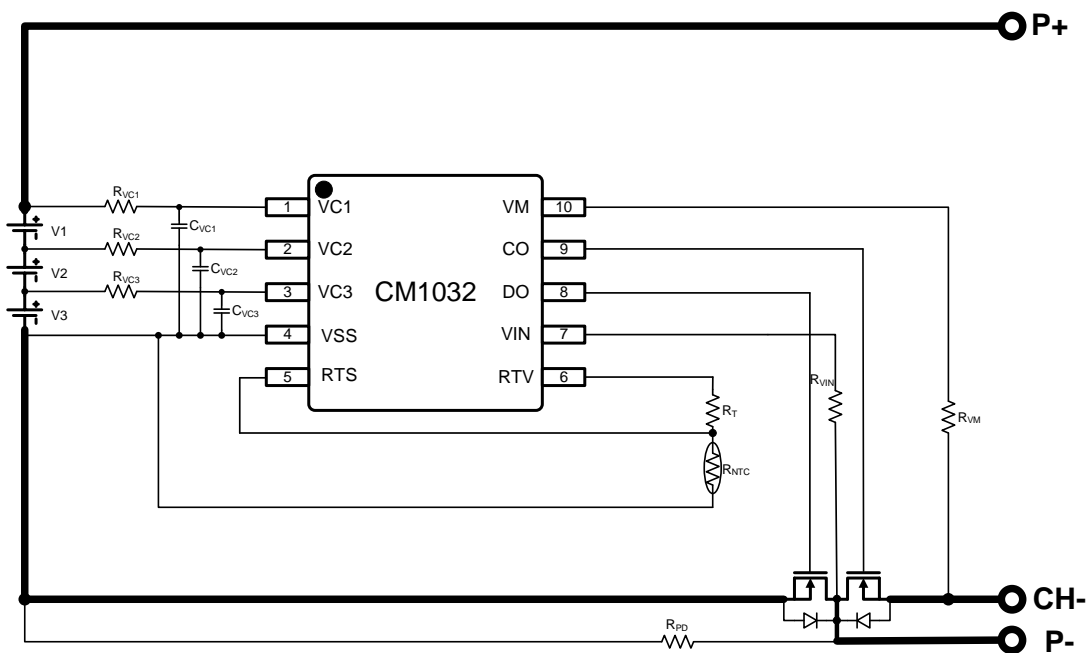 P+
RVC1
1 VC1
VM 10
CVC1
V1
RVC2
2 VC2
CO 9
CVC2
V2
RVC3
3 VC3
CM1032
DO 8
CVC3
V3
4 VSS
VIN 7
5 RTS
RTV 6
RVIN
RT
RVM
RNTC
CH-
RPD
P-